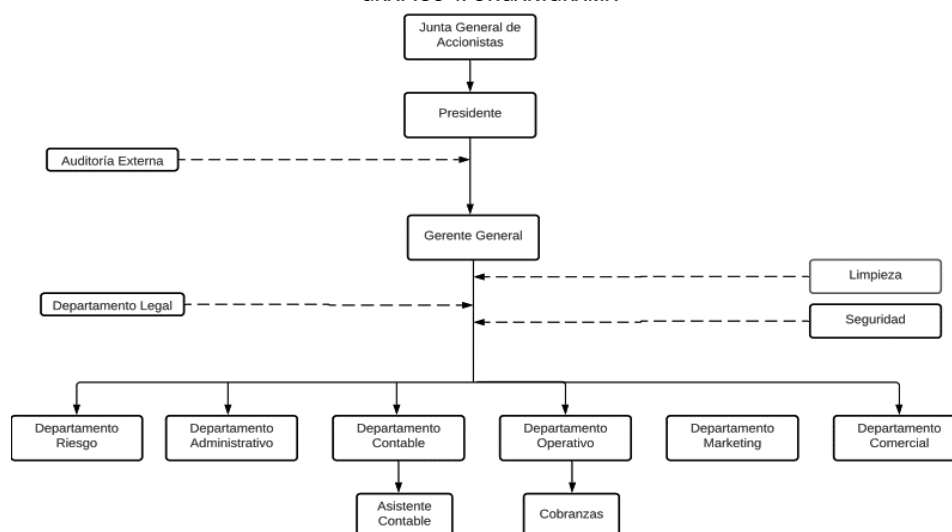 Junta General de
Accionistas
Presidente
Auditoría Externa
Gerente General
Limpieza
Departamento Legal
Seguridad
Departamento
Riesgo
Departamento
Administrativo
Departamento
Contable
Departamento
Operativo
Departamento
Marketing
Departamento
Comercial
Asistente
Contable
Cobranzas